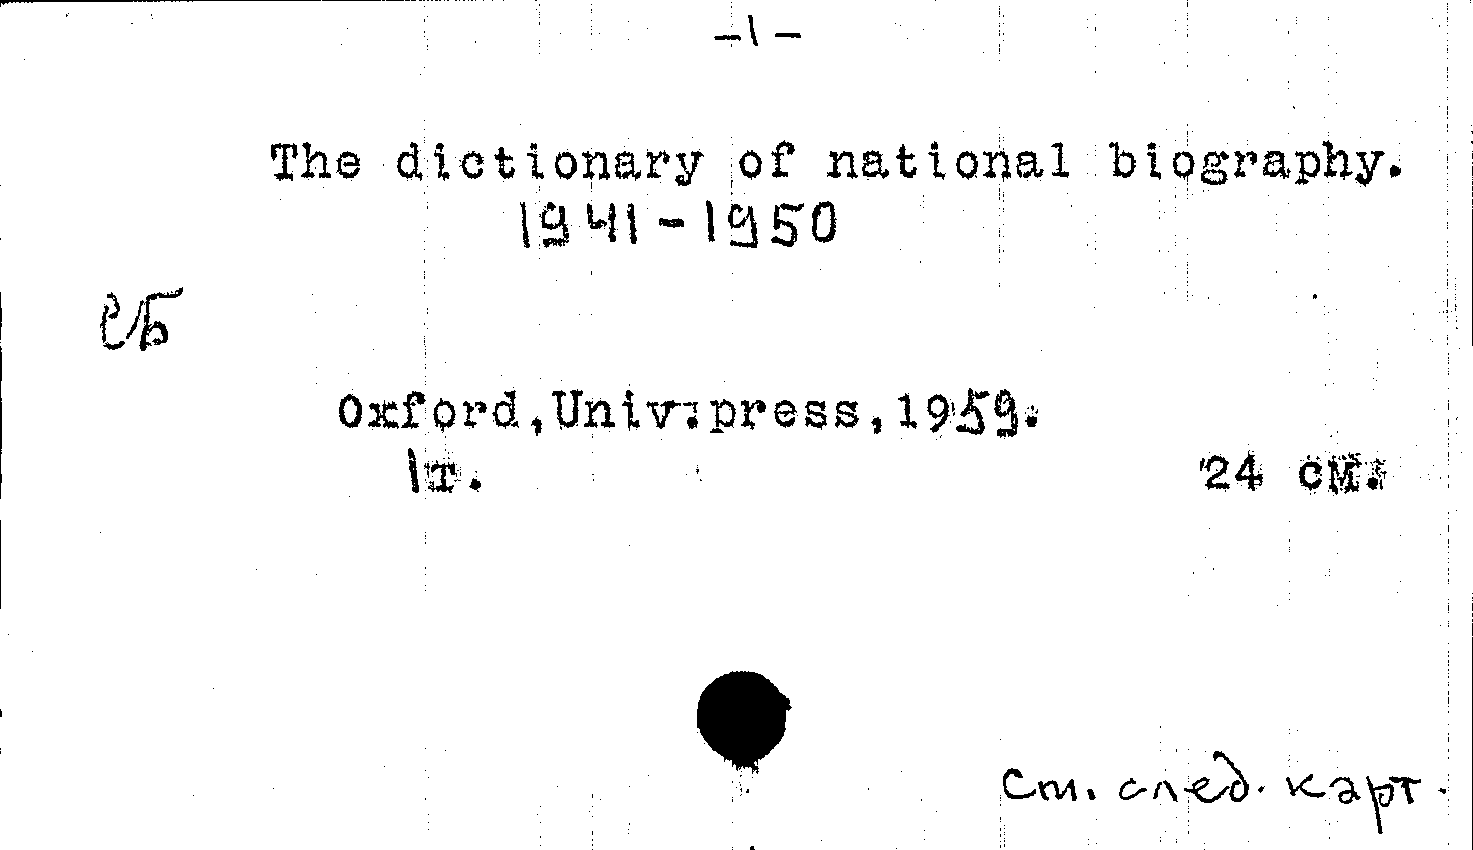 -1-
The dictionary of national biography.
1941-1950
СБ
Oxford,Univ.press,1959.
1т. 24 см.
См. след. карт.